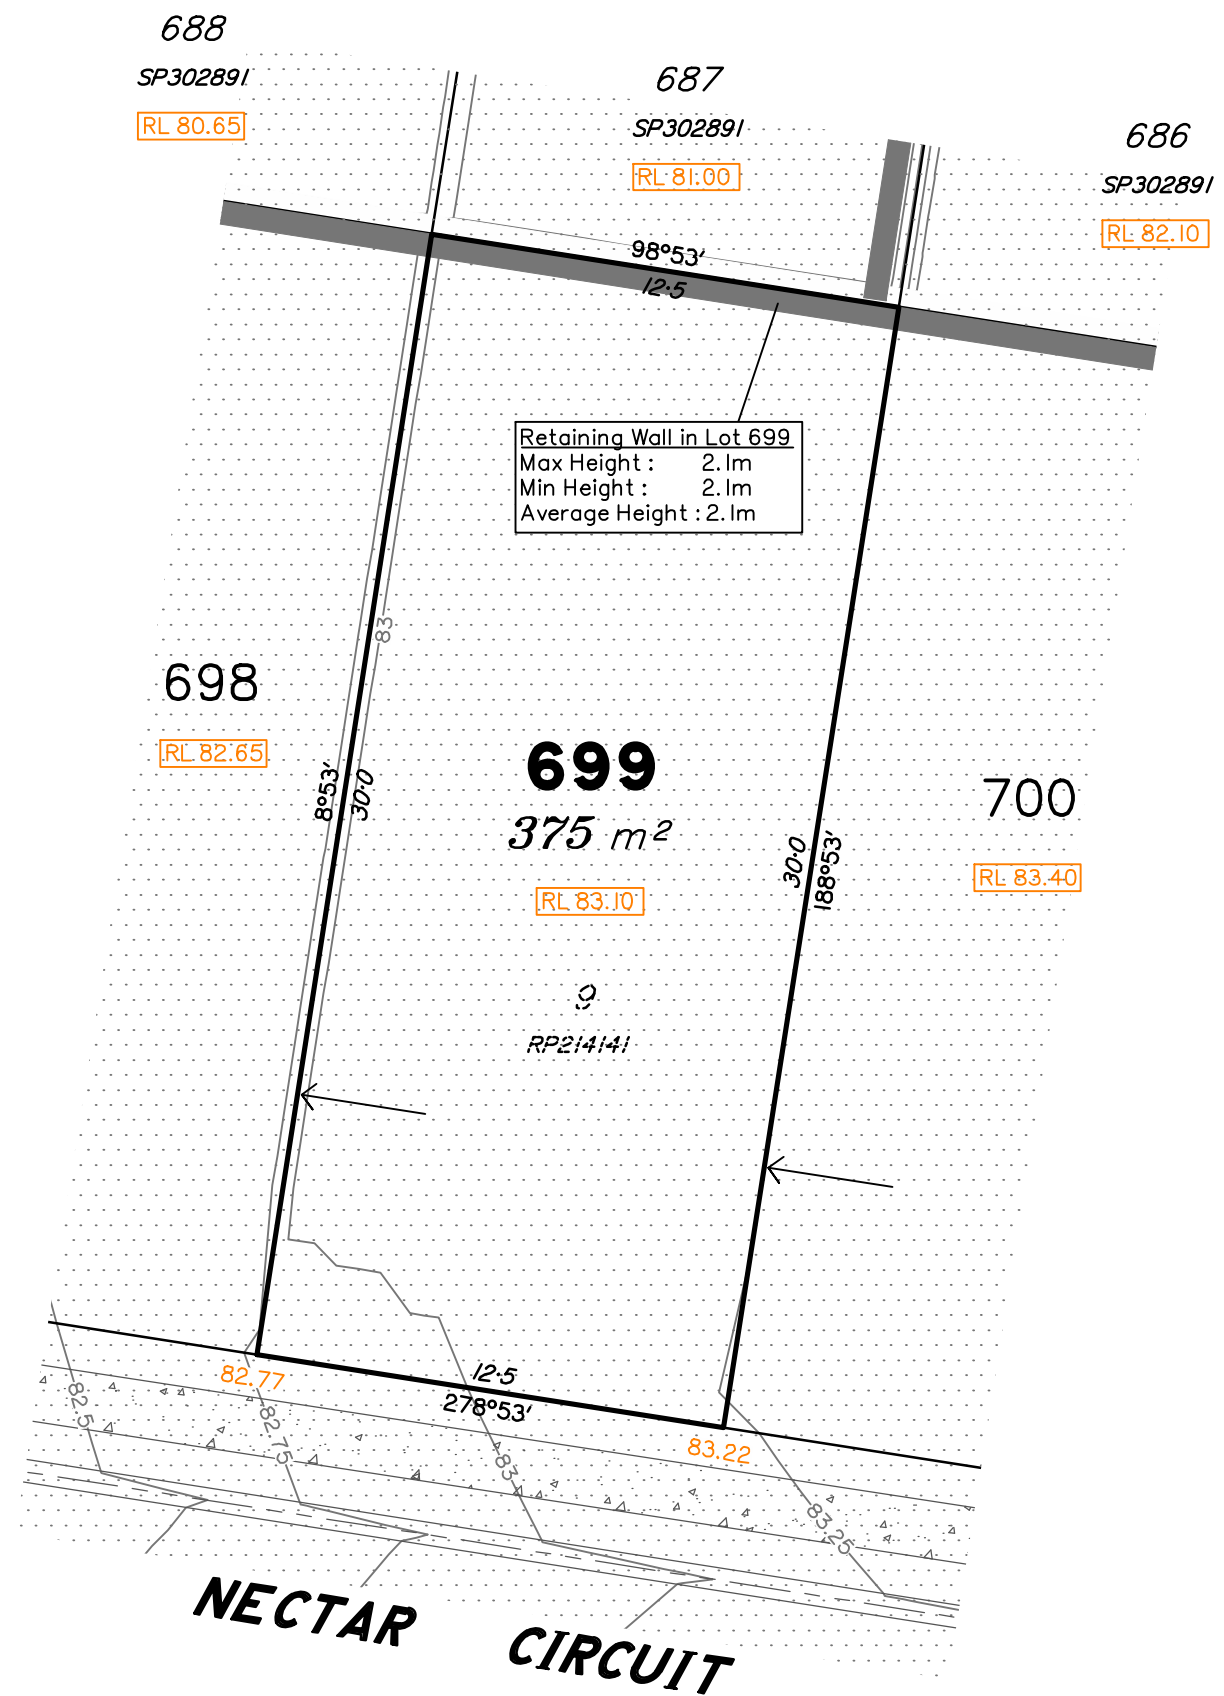 688
SP302891
RL 80.65
687
SP302891
RL 81.00
686
SP302891
RL 82.10
98°53'
12·5
Retaining Wall in Lot 699
Max Height : 2.1m
Min Height : 2.1m
Average Height : 2.1m
83
698
RL 82.65
8°53'
30·0
699
375 m²
RL 83.10
30·0
188°53'
700
RL 83.40
9
RP214141
82.77
12·5
278°53'
83.22
82.5
82.75
83
83.25
NECTAR CIRCUIT